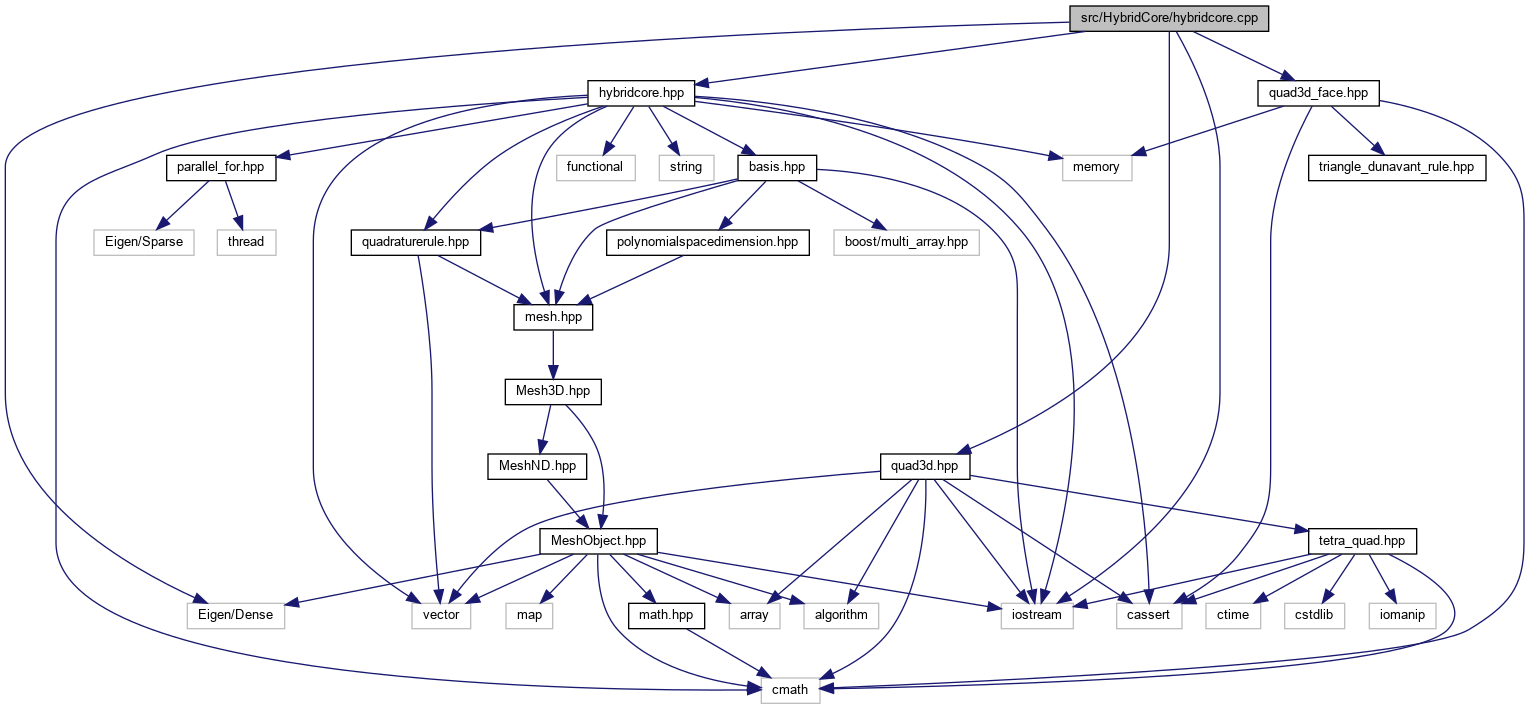 src/HybridCore/hybridcore.cpp
hybridcore.hpp
quad3d_face.hpp
parallel_for.hpp
functional
string
basis.hpp
memory
triangle_dunavant_rule.hpp
Eigen/Sparse
thread
quadraturerule.hpp
polynomialspacedimension.hpp
boost/multi_array.hpp
mesh.hpp
Mesh3D.hpp
MeshND.hpp
quad3d.hpp
MeshObject.hpp
tetra_quad.hpp
Eigen/Dense
vector
map
math.hpp
array
algorithm
iostream
cassert
ctime
cstdlib
iomanip
cmath